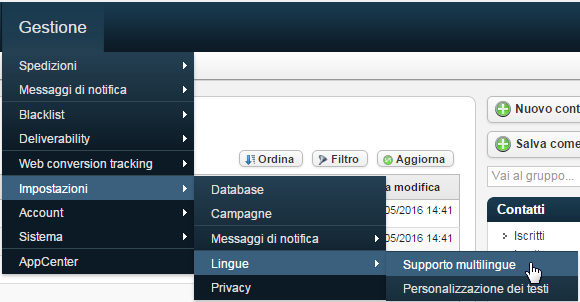 Gestione
Spedizioni
Messaggi di notifica
Blacklist
Deliverability
Web conversion tracking
Impostazioni
Account
Sistema
AppCenter
Database
Campagne
Messaggi di notifica
Lingue
Privacy
Supporto multilingue
Personalizzazione dei testi
Ordina
Filtro
Aggiorna
modifica
05/2016 14:41
05/2016 14:41
Nuovo cont
Salva come
Vai al gruppo...
Contatti
Iscritti